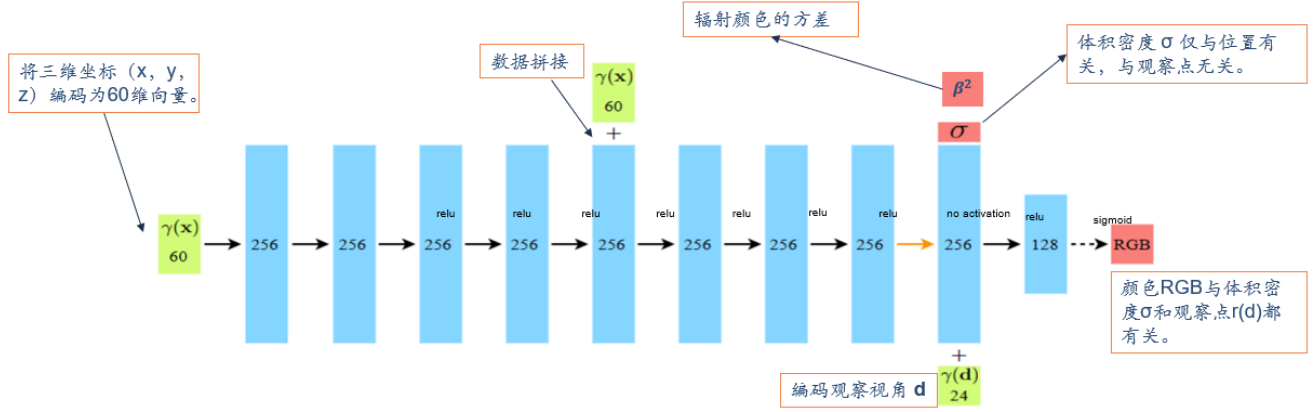 辐射颜色的方差
体积密度 σ 仅与位置有
关，与观察点无关。
将三维坐标（x，y，
z）编码为60维向量。
数据拼接
γ(x)
60
+
β²
σ
relu
relu
relu
relu
relu
relu
relu
no activation
relu
sigmoid
γ(x)
60
256
256
256
256
256
256
256
256
256
128
RGB
颜色RGB与体积密
度σ和观察点r(d)都
有关。
+
编码观察视角 d
γ(d)
24